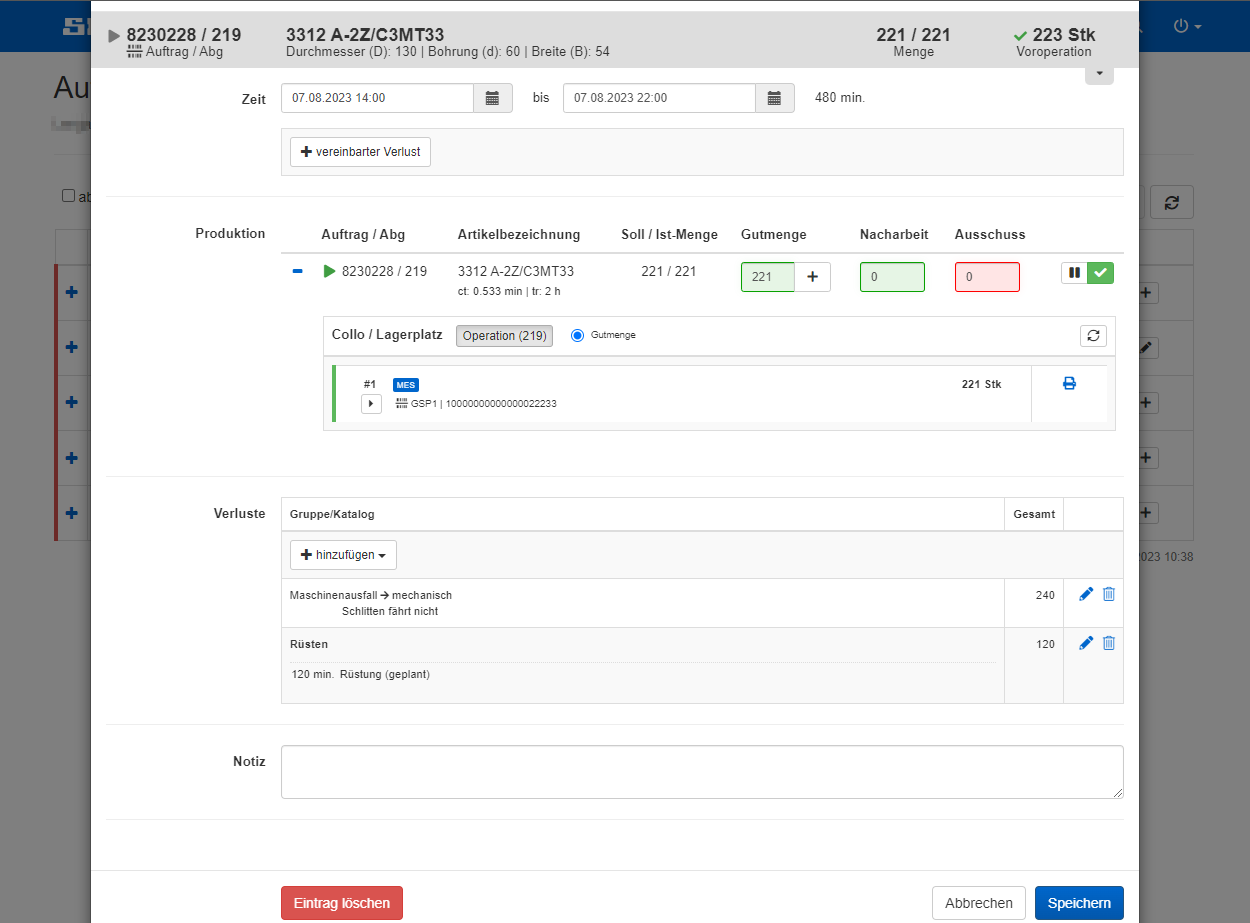 8230228 / 219
Auftrag / Abg
3312 A-2Z/C3MT33
Durchmesser (D): 130 | Bohrung (d): 60 | Breite (B): 54
221 / 221
Menge
223 Stk
Voroperation
Au
Zeit
07.08.2023 14:00
bis
07.08.2023 22:00
480 min.
vereinbarter Verlust
ab
Produktion
Auftrag / Abg Artikelbezeichnung Soll / Ist-Menge Gutmenge Nacharbeit Ausschuss
8230228 / 219 3312 A-2Z/C3MT33 221 / 221 221 0 0
ct: 0.533 min | tr: 2 h
Collo / Lagerplatz Operation (219) Gutmenge
#1 MES 221 Stk
GSP1 | 10000000000000022233
Verluste
Gruppe/Katalog Gesamt
hinzufügen
2023 10:38
Maschinenausfall → mechanisch 240
Schlitten fährt nicht
Rüsten 120
120 min. Rüstung (geplant)
Notiz
Eintrag löschen Abbrechen Speichern